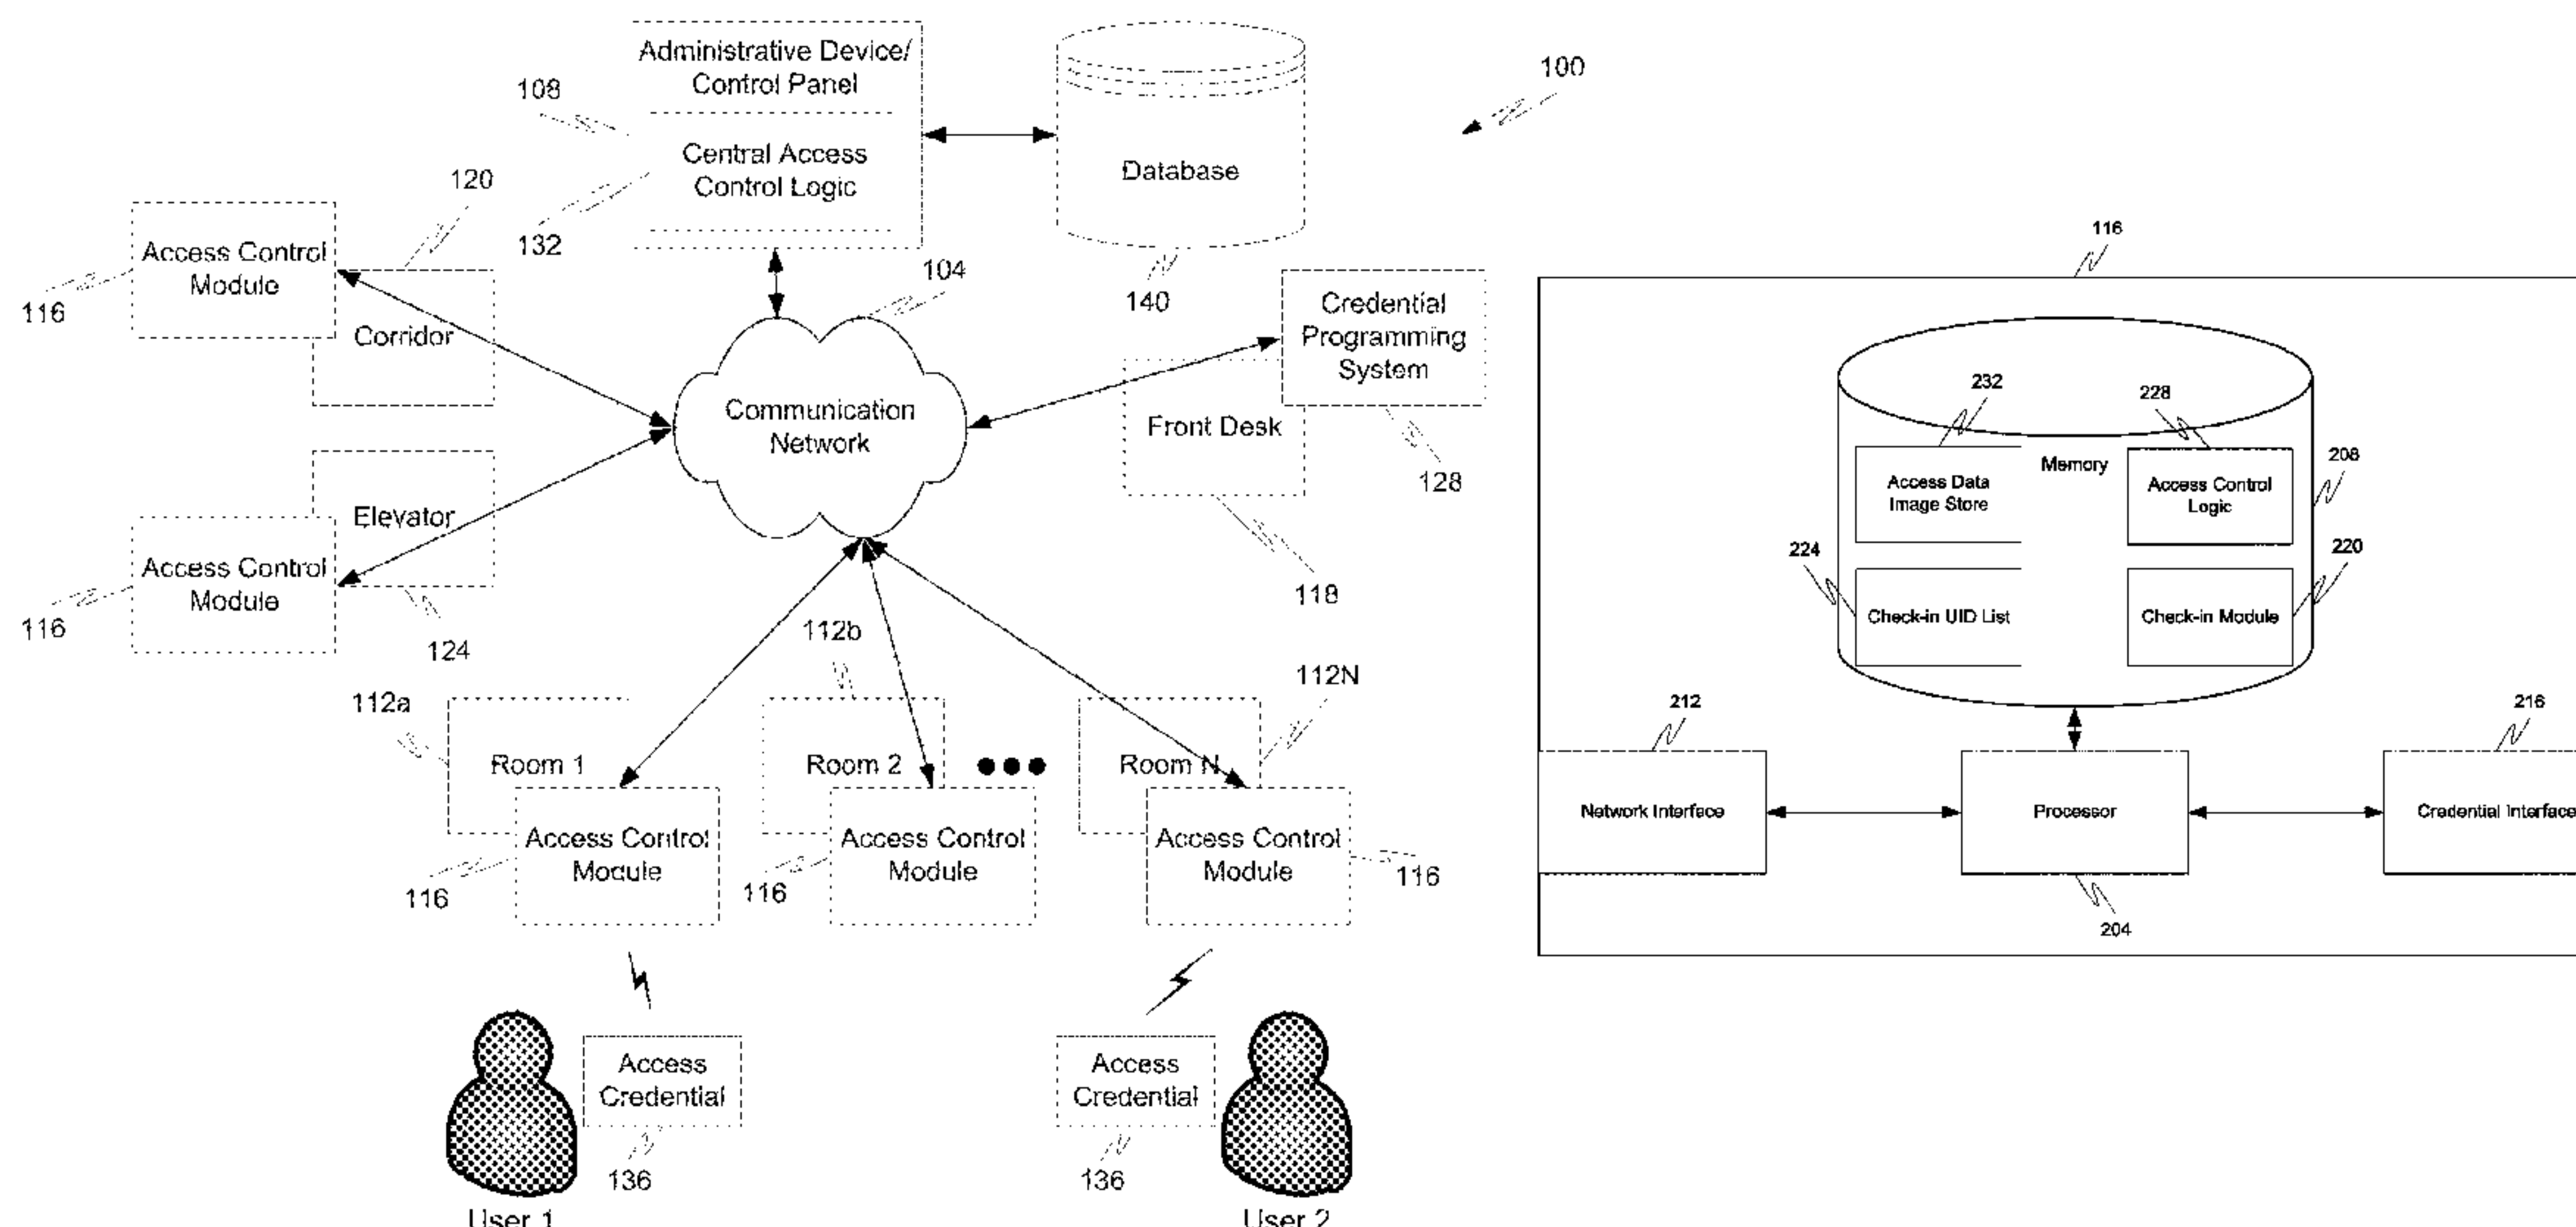 Administrative Device/
Control Panel
108
Central Access
Control Logic
132
Database
140
100
120
Access Control
Module
116
Corridor
104
Communication
Network
Credential
Programming
System
128
Front Desk
118
Elevator
Access Control
Module
116
124
112a
112b
112N
Room 1
Room 2
Room N
Access Control
Module
116
Access Control
Module
116
Access Control
Module
116
Access
Credential
136
User 1
Access
Credential
136
User 2
116
232
228
Memory
208
Access Data
Image Store
Access Control
Logic
224
220
Check-in UID List
Check-in Module
212
216
Network Interface
Processor
Credential Interface
204